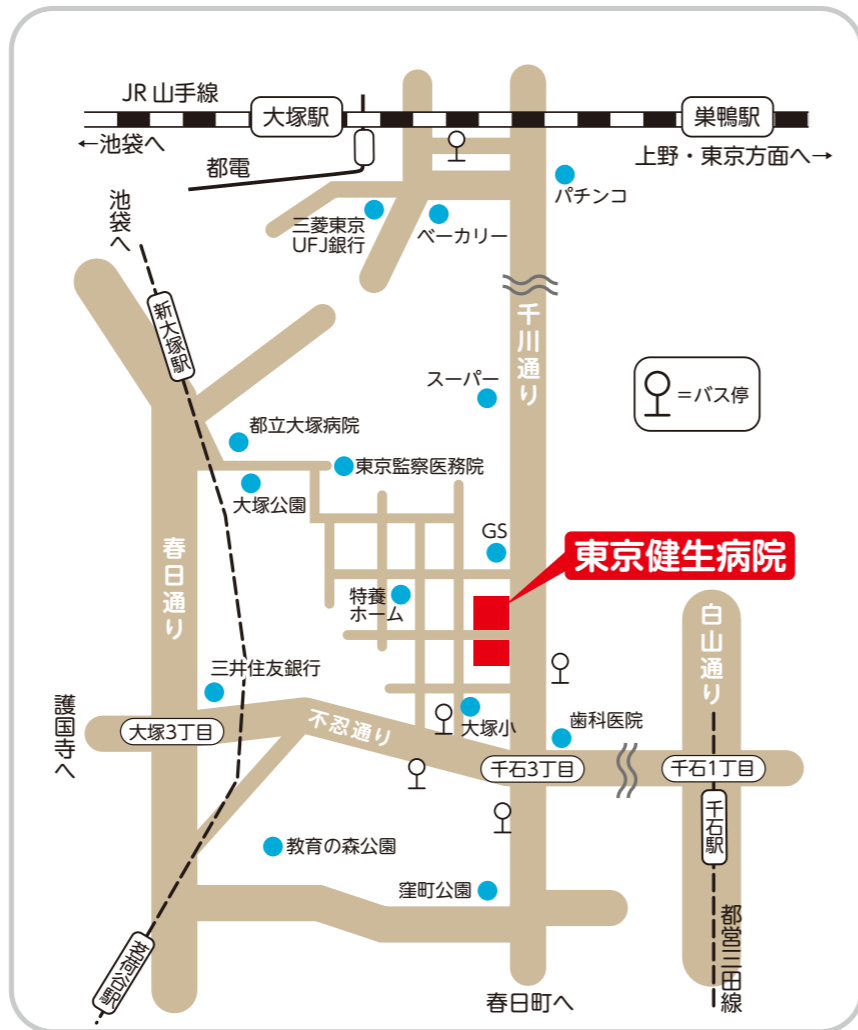 JR 山手線
大塚駅
巣鴨駅
←池袋へ
上野・東京方面へ→
都電
パチンコ
池袋へ
三菱東京
UFJ銀行
ベーカリー
新大塚駅
千川通り
スーパー
=バス停
都立大塚病院
東京監察医務院
大塚公園
GS
東京健生病院
春日通り
特養
ホーム
白山通り
三井住友銀行
護国寺へ
大塚3丁目
不忍通り
大塚小
歯科医院
千石3丁目
千石1丁目
千石駅
教育の森公園
窪町公園
都営三田線
茗荷谷駅
春日町へ